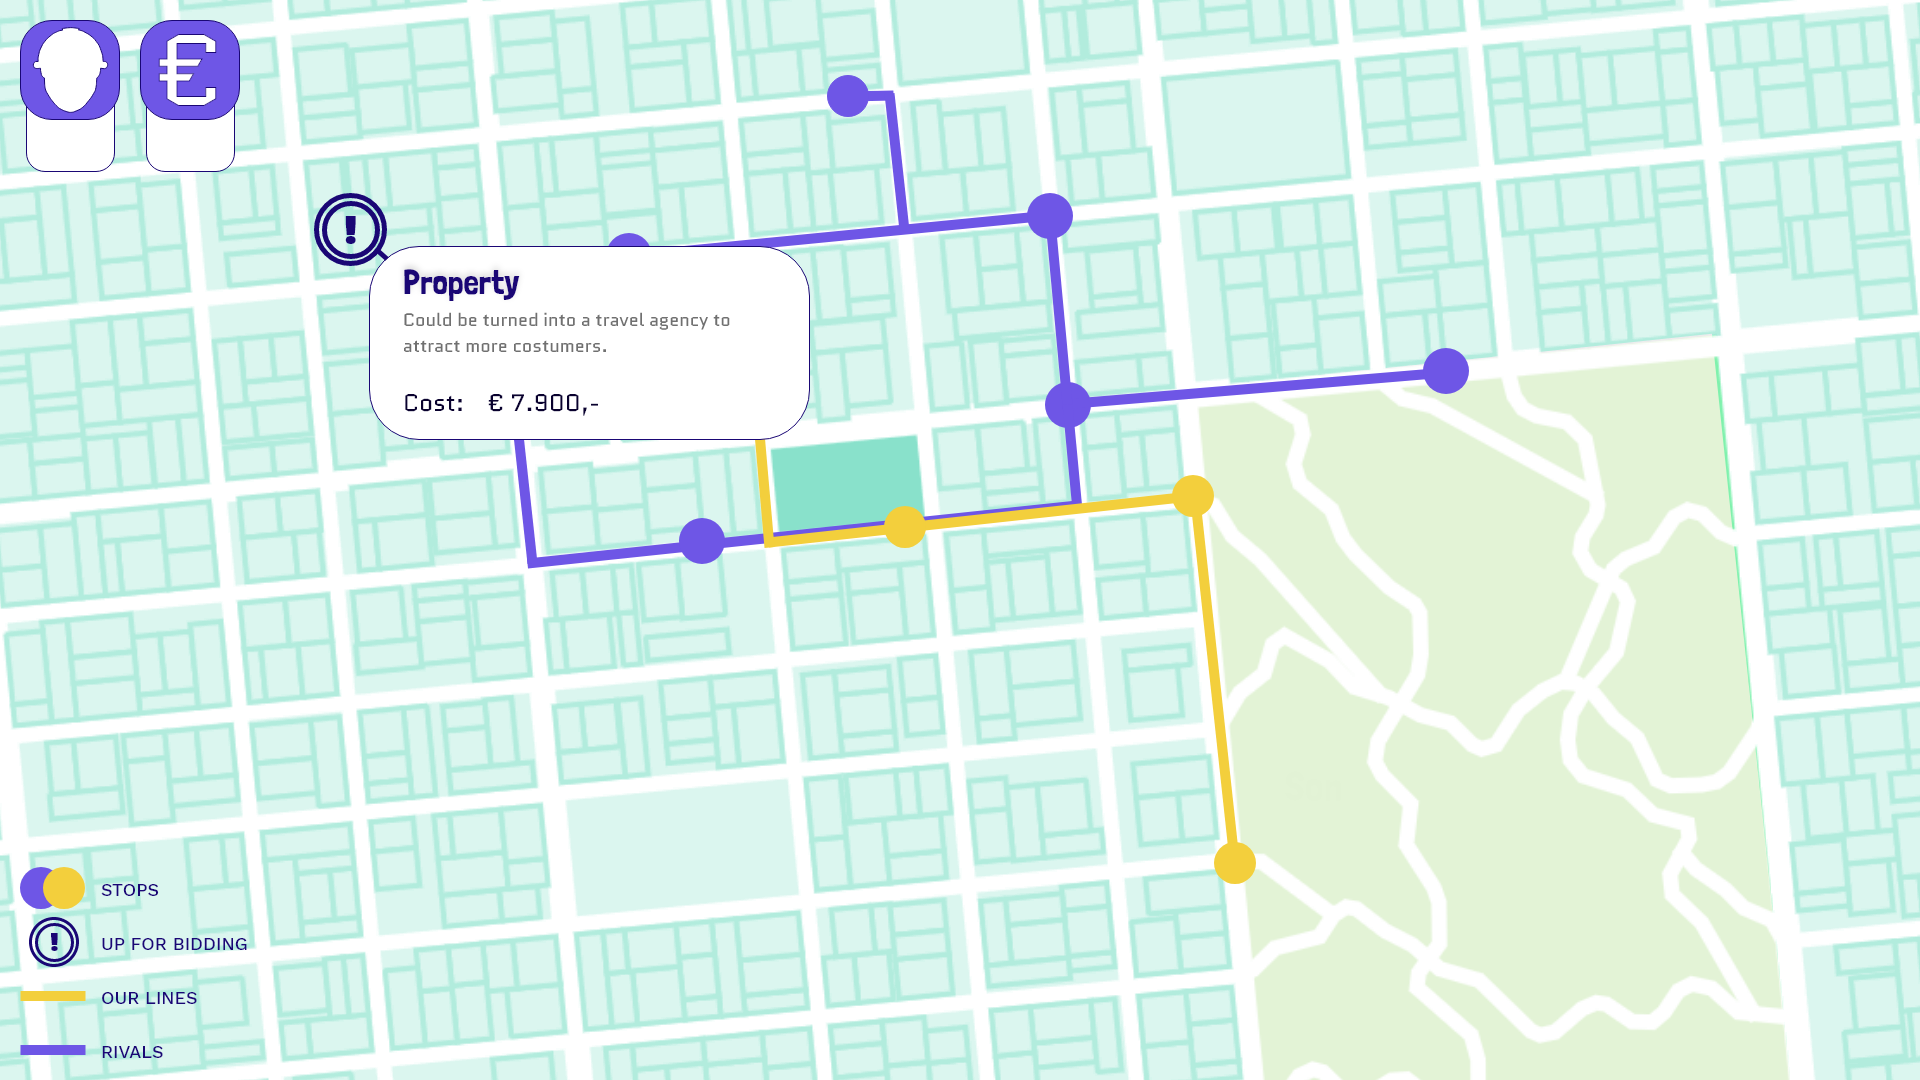 €
!
Property
Could be turned into a travel agency to
attract more costumers.
Cost: € 7.900,-
STOPS
! UP FOR BIDDING
OUR LINES
RIVALS